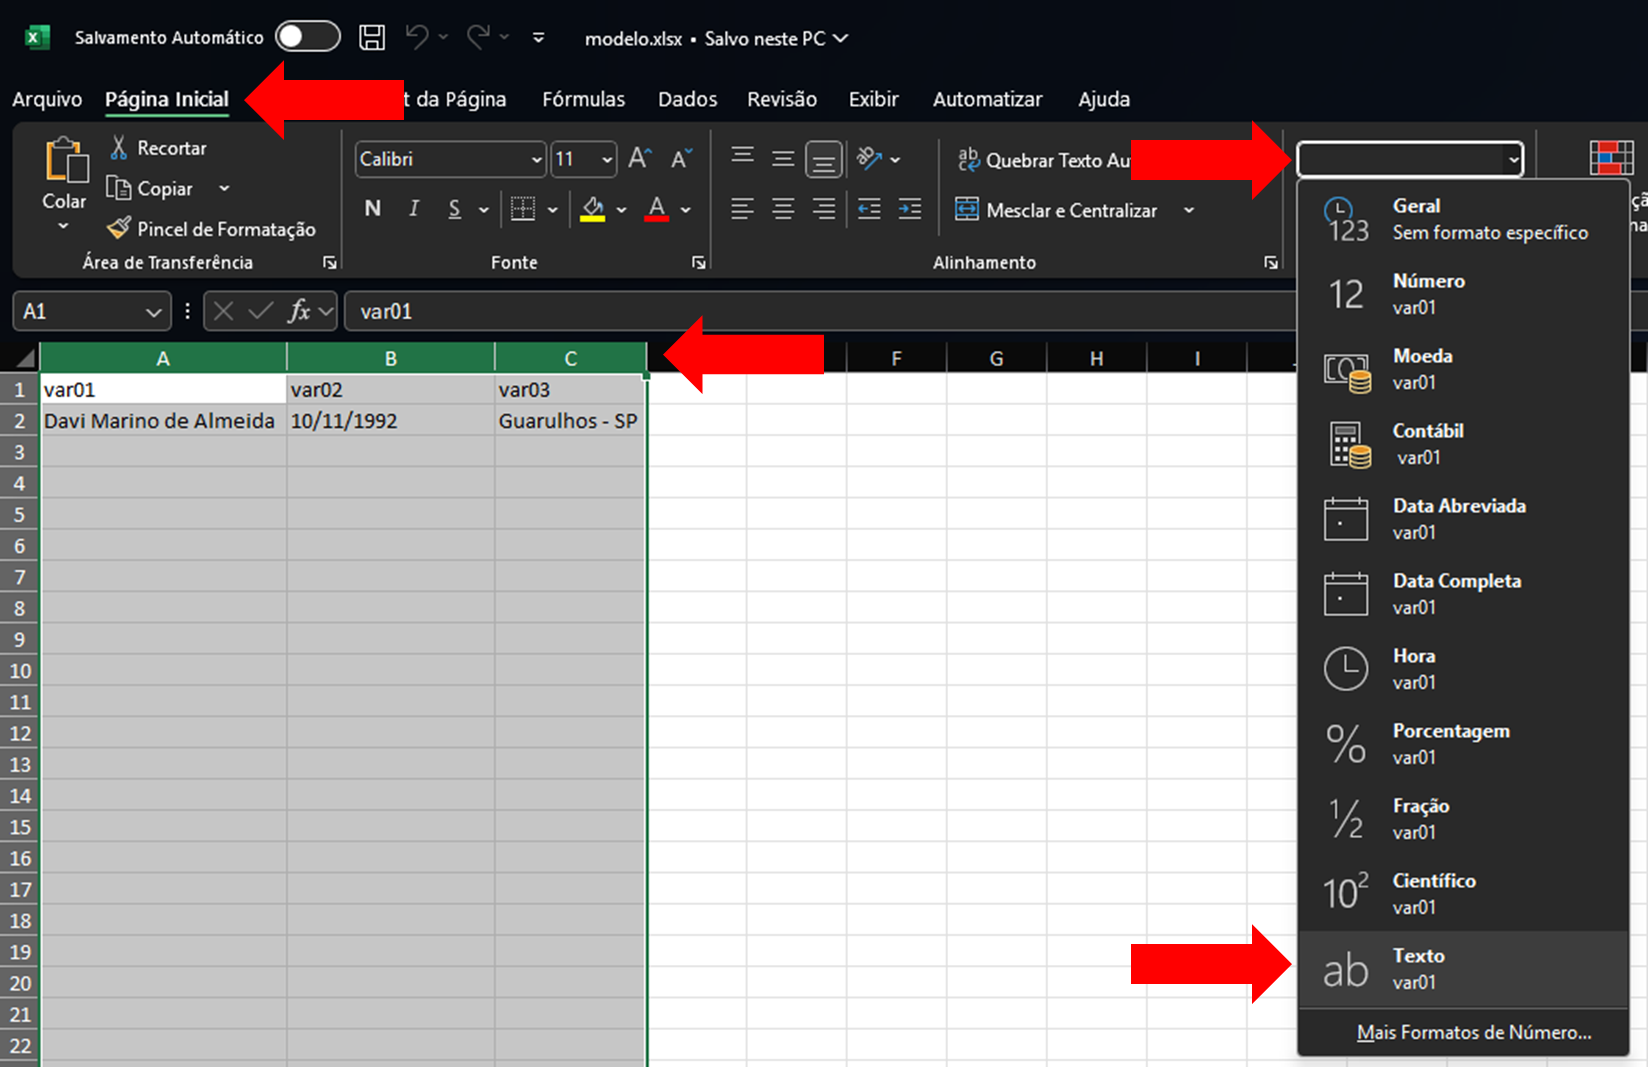 Salvamento Automático
modelo.xlsx • Salvo neste PC
Arquivo Página Inicial t da Página Fórmulas Dados Revisão Exibir Automatizar Ajuda
Colar
Recortar
Copiar
Pincel de Formatação
Área de Transferência
Calibri 11 A A
N I S A
Fonte
ab Quebrar Texto Au
Mesclar e Centralizar
Alinhamento
A1 fx var01
A B C F G H I
1 var01 var02 var03
2 Davi Marino de Almeida 10/11/1992 Guarulhos - SP
3
4
5
6
7
8
9
10
11
12
13
14
15
16
17
18
19
20
21
22
123 Geral
Sem formato específico
12 Número
var01
Moeda
var01
Contábil
var01
Data Abreviada
var01
Data Completa
var01
Hora
var01
% Porcentagem
var01
½ Fração
var01
10² Científico
var01
ab Texto
var01
Mais Formatos de Número...